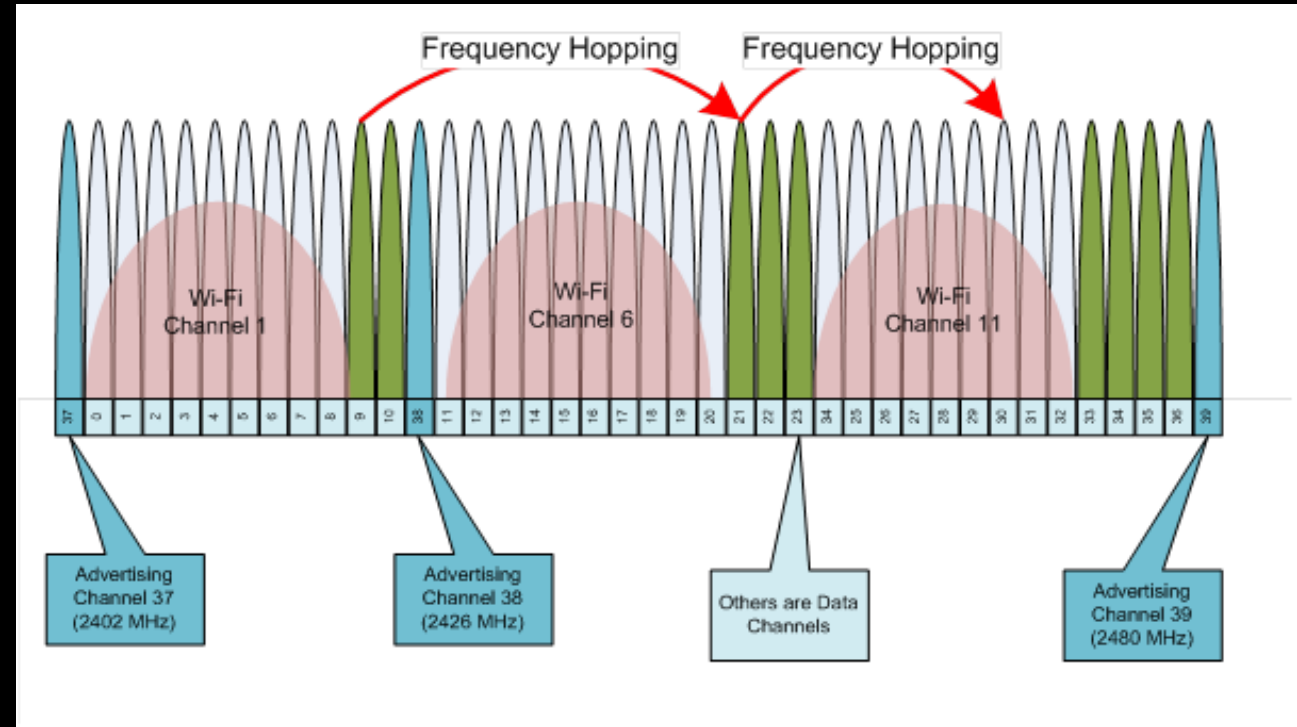 Frequency Hopping
Frequency Hopping
Wi-Fi
Channel 1
Wi-Fi
Channel 6
Wi-Fi
Channel 11
37 0 1 2 3 4 5 6 7 8 9 10 38 11 12 13 14 15 16 17 18 19 20 21 22 23 34 25 26 27 28 29 30 31 32 33 34 35 36 39
Advertising
Channel 37
(2402 MHz)
Advertising
Channel 38
(2426 MHz)
Others are Data
Channels
Advertising
Channel 39
(2480 MHz)